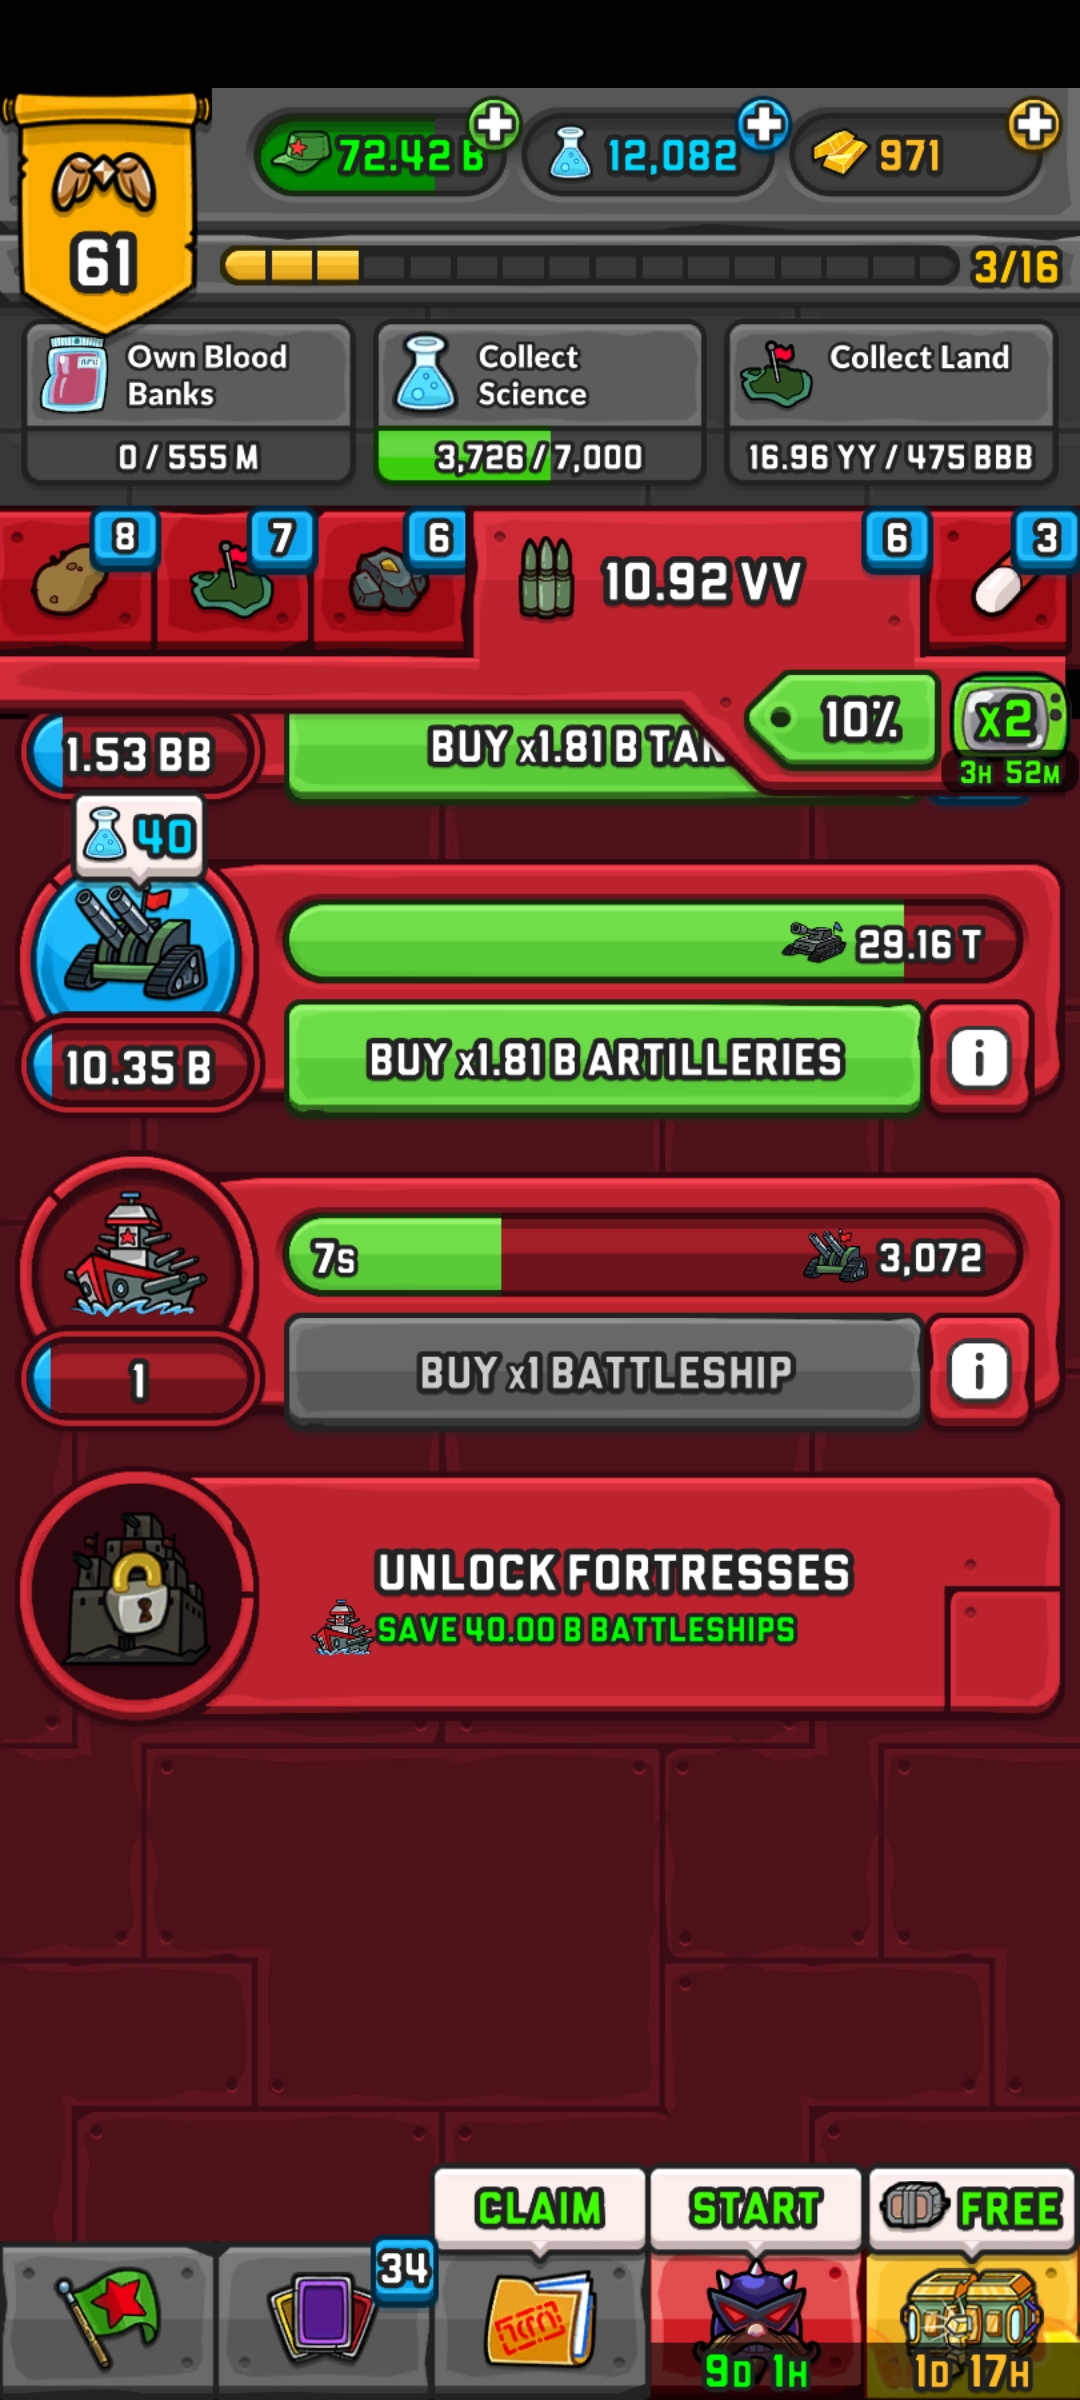 72.42 B
12,082
971
61
3/16
Own Blood
Banks
0 / 555 M
Collect
Science
3,726 / 7,000
Collect Land
16.96 YY / 475 BBB
8
7
6
10.92 VV
6
3
10%
x2
3H 52M
1.53 BB
BUY x1.81 B TAN
40
29.16 T
10.35 B
BUY x1.81 B ARTILLERIES
i
7s
3,072
1
BUY x1 BATTLESHIP
i
UNLOCK FORTRESSES
SAVE 40.00 B BATTLESHIPS
CLAIM
START
FREE
34
9D 1H
1D 17H